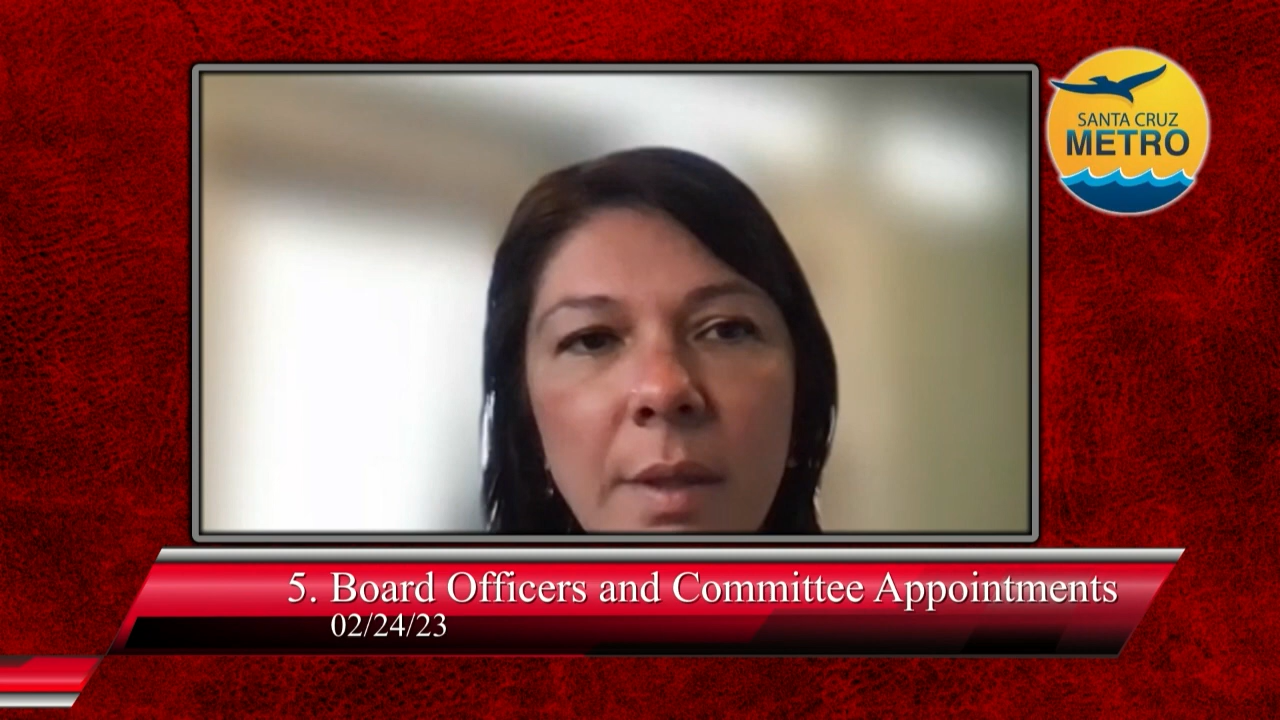 SANTA CRUZ
METRO
5. Board Officers and Committee Appointments
02/24/23